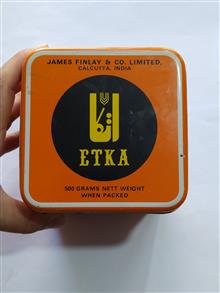 JAMES FINLAY & CO. LIMITED,
CALCUTTA, INDIA
ETKA
500 GRAMS NETT WEIGHT
WHEN PACKED